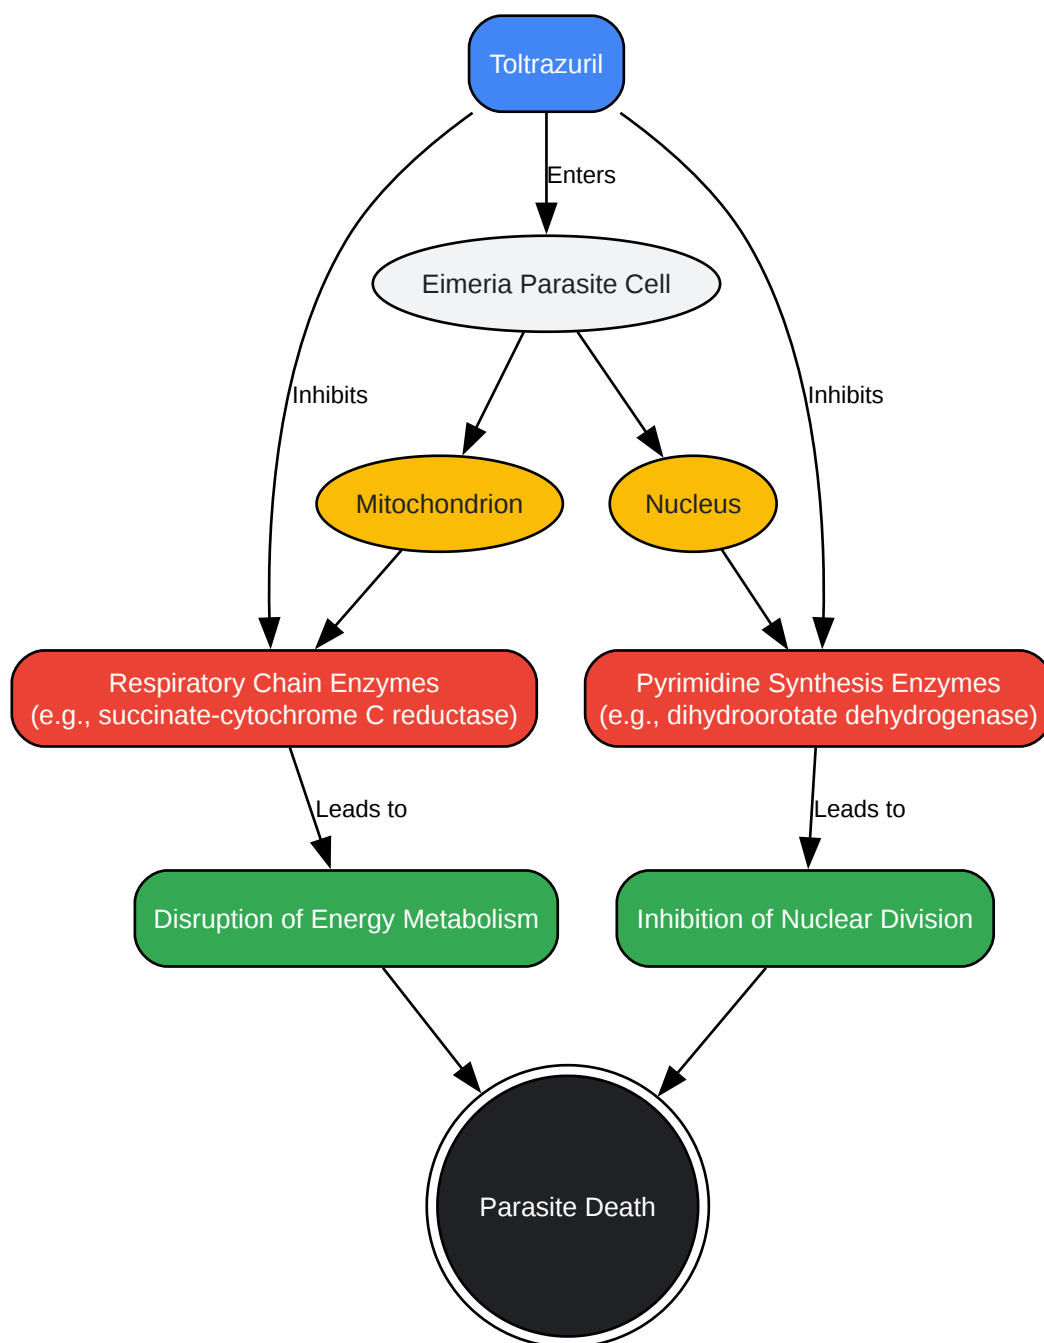 Toltrazuril
Enters
Eimeria Parasite Cell
Inhibits
Inhibits
Mitochondrion
Nucleus
Respiratory Chain Enzymes
(e.g., succinate-cytochrome C reductase)
Pyrimidine Synthesis Enzymes
(e.g., dihydroorotate dehydrogenase)
Leads to
Leads to
Disruption of Energy Metabolism
Inhibition of Nuclear Division
Parasite Death